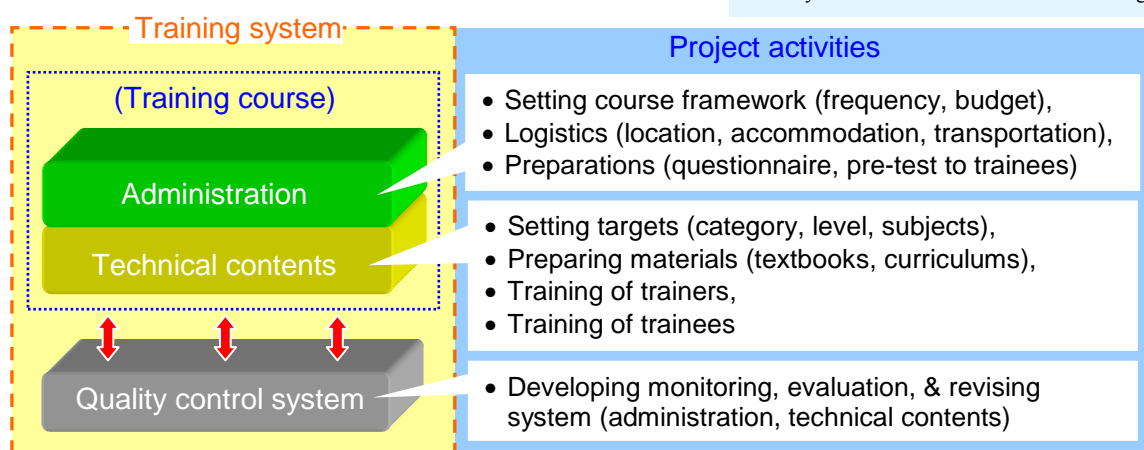 Training system
(Training course)
Administration
Technical contents
Quality control system
Project activities
• Setting course framework (frequency, budget),
• Logistics (location, accommodation, transportation),
• Preparations (questionnaire, pre-test to trainees)
• Setting targets (category, level, subjects),
• Preparing materials (textbooks, curriculums),
• Training of trainers,
• Training of trainees
• Developing monitoring, evaluation, & revising
system (administration, technical contents)